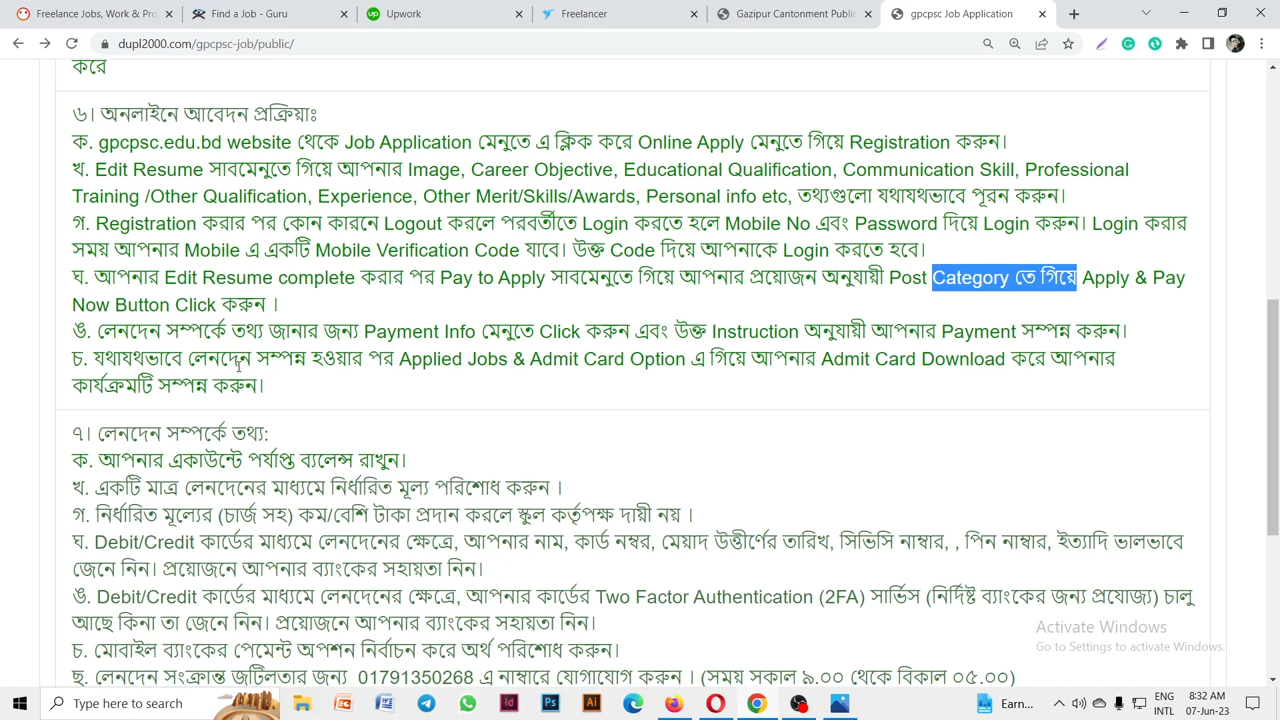 Freelance Jobs, Work & Pro
Find a Job - Guru
Upwork
Freelancer
Gazipur Cantonment Public
gpcpsc Job Application
dupl2000.com/gpcpsc-job/public/
করে
৬। অনলাইনে আবেদন প্রক্রিয়াঃ
ক. gpcpsc.edu.bd website থেকে Job Application মেনুতে এ ক্লিক করে Online Apply মেনুতে গিয়ে Registration করুন।
খ. Edit Resume সাবমেনুতে গিয়ে আপনার Image, Career Objective, Educational Qualification, Communication Skill, Professional
Training /Other Qualification, Experience, Other Merit/Skills/Awards, Personal info etc, তথ্যগুলো যথাযথভাবে পূরন করুন।
গ. Registration করার পর কোন কারনে Logout করলে পরবর্তীতে Login করতে হলে Mobile No এবং Password দিয়ে Login করুন। Login করার
সময় আপনার Mobile এ একটি Mobile Verification Code যাবে। উক্ত Code দিয়ে আপনাকে Login করতে হবে।
ঘ. আপনার Edit Resume complete করার পর Pay to Apply সাবমেনুতে গিয়ে আপনার প্রয়োজন অনুযায়ী Post Category তে গিয়ে Apply & Pay
Now Button Click করুন ।
ঙ. লেনদেন সম্পর্কে তথ্য জানার জন্য Payment Info মেনুতে Click করুন এবং উক্ত Instruction অনুযায়ী আপনার Payment সম্পন্ন করুন।
চ. যথাযথভাবে লেনদেন সম্পন্ন হওয়ার পর Applied Jobs & Admit Card Option এ গিয়ে আপনার Admit Card Download করে আপনার
কার্যক্রমটি সম্পন্ন করুন।
৭। লেনদেন সম্পর্কে তথ্য:
ক. আপনার একাউন্টে পর্যাপ্ত ব্যলেন্স রাখুন।
খ. একটি মাত্র লেনদেনের মাধ্যমে নির্ধারিত মূল্য পরিশোধ করুন ।
গ. নির্ধারিত মূল্যের (চার্জ সহ) কম/বেশি টাকা প্রদান করলে স্কুল কর্তৃপক্ষ দায়ী নয় ।
ঘ. Debit/Credit কার্ডের মাধ্যমে লেনদেনের ক্ষেত্রে, আপনার নাম, কার্ড নম্বর, মেয়াদ উত্তীর্ণের তারিখ, সিভিসি নাম্বার, , পিন নাম্বার, ইত্যাদি ভালভাবে
জেনে নিন। প্রয়োজনে আপনার ব্যাংকের সহায়তা নিন।
ঙ. Debit/Credit কার্ডের মাধ্যমে লেনদেনের ক্ষেত্রে, আপনার কার্ডের Two Factor Authentication (2FA) সার্ভিস (নির্দিষ্ট ব্যাংকের জন্য প্রযোজ্য) চালু
আছে কিনা তা জেনে নিন। প্রয়োজনে আপনার ব্যাংকের সহায়তা নিন।
চ. মোবাইল ব্যাংকের পেমেন্ট অপশন নির্বাচন করে অর্থ পরিশোধ করুন।
ছ. লেনদেন সংক্রান্ত জটিলতার জন্য 01791350268 এ নাম্বারে যোগাযোগ করুন । (সময় সকাল ৯.০০ থেকে বিকাল ০৫.০০)
Activate Windows
Go to Settings to activate Windows.
Type here to search
Earn...
ENG
INTL
8:32 AM
07-Jun-23